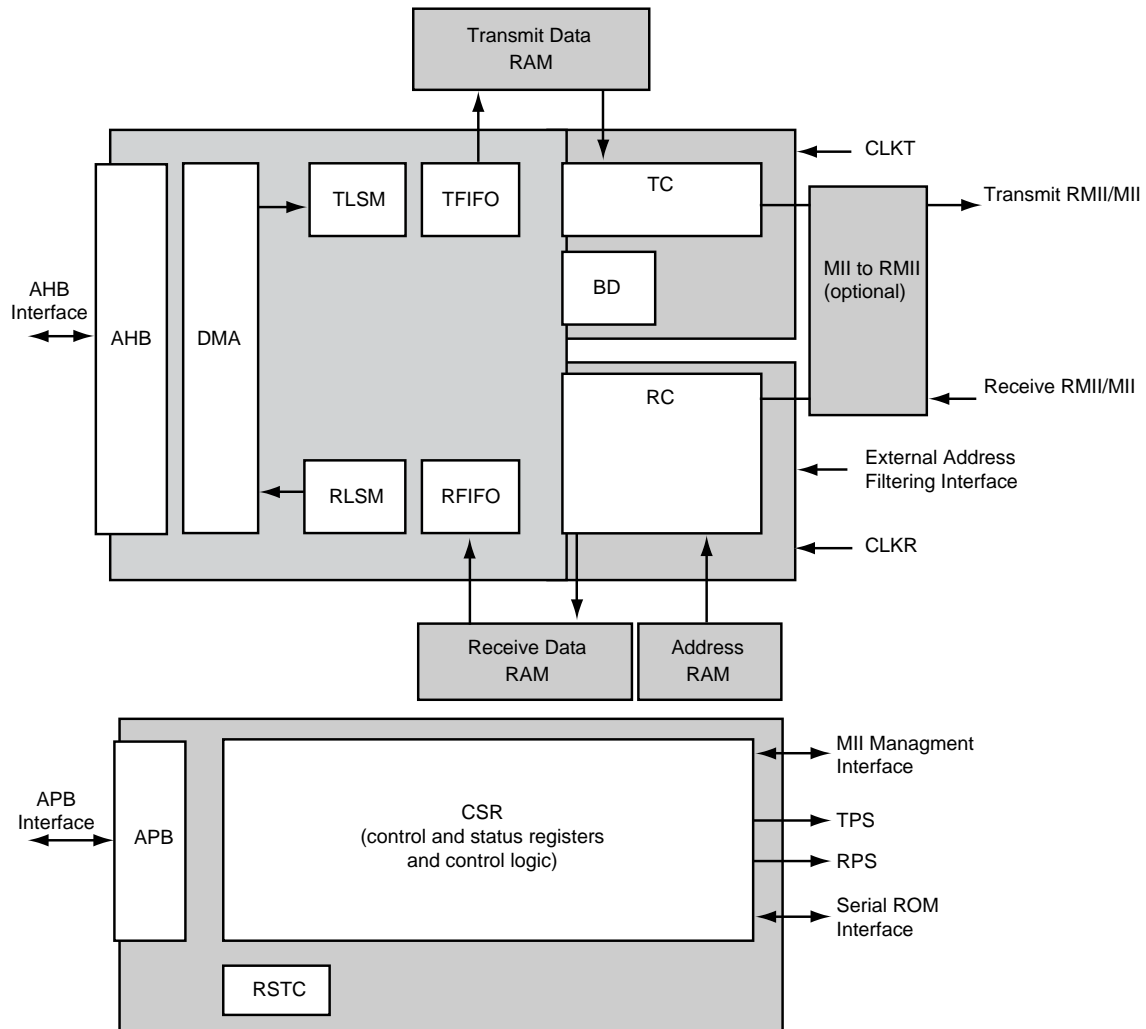 Transmit Data
RAM
CLKT
TLSM
TFIFO
TC
Transmit RMII/MII
MII to RMII
(optional)
BD
AHB
Interface
AHB
DMA
RC
Receive RMII/MII
RLSM
RFIFO
External Address
Filtering Interface
CLKR
Receive Data
RAM
Address
RAM
MII Managment
Interface
APB
Interface
APB
CSR
(control and status registers
and control logic)
TPS
RPS
Serial ROM
Interface
RSTC